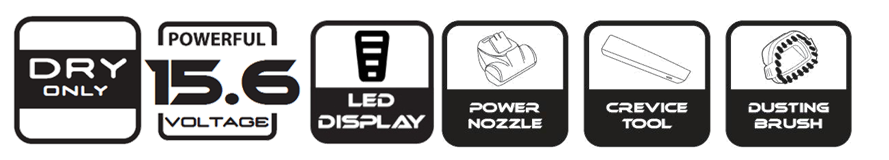 DRY
ONLY
POWERFUL
15.6
VOLTAGE
LED
DISPLAY
POWER
NOZZLE
CREVICE
TOOL
DUSTING
BRUSH